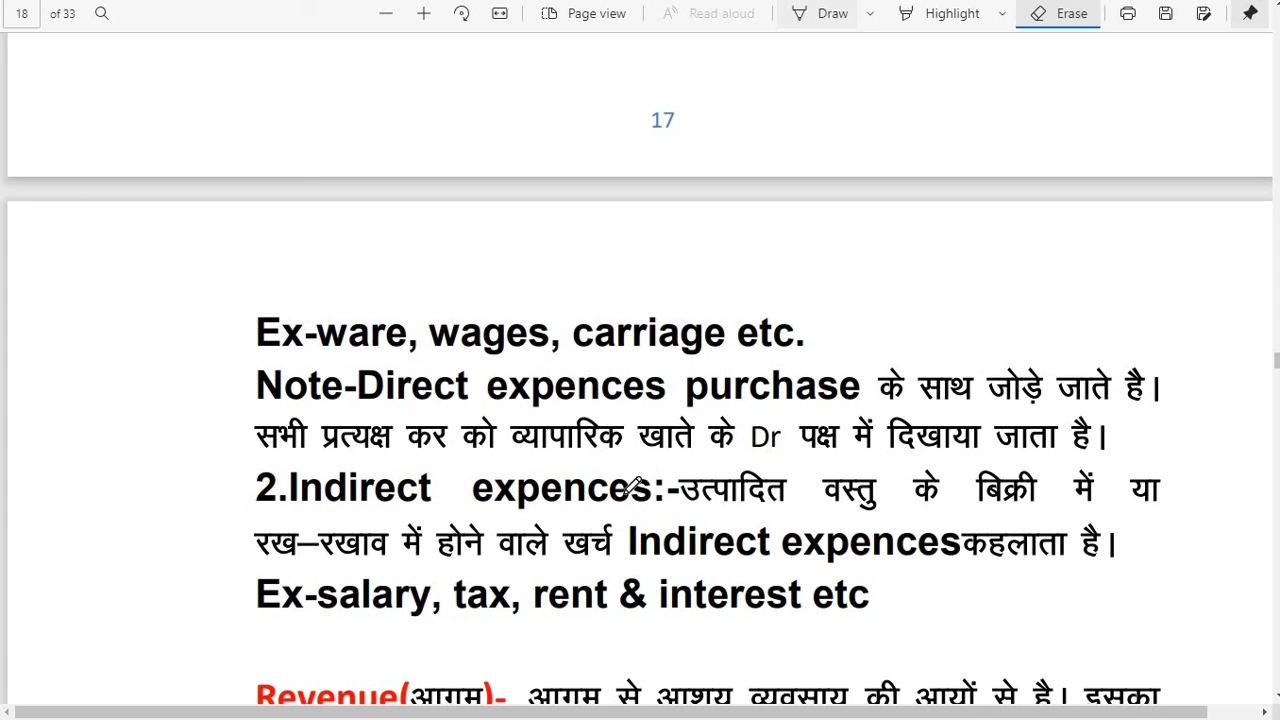 18 of 33 Page view Read aloud Draw Highlight Erase
17
Ex-ware, wages, carriage etc.
Note-Direct expences purchase के साथ जोड़े जाते है।
सभी प्रत्यक्ष कर को व्यापारिक खाते के Dr पक्ष में दिखाया जाता है।
2.Indirect expences:-उत्पादित वस्तु के बिक्री में या
रख–रखाव में होने वाले खर्च Indirect expencesकहलाता है।
Ex-salary, tax, rent & interest etc
Revenue(आगम)- आगम से आशय व्यवसाय की आयों से है। इसका